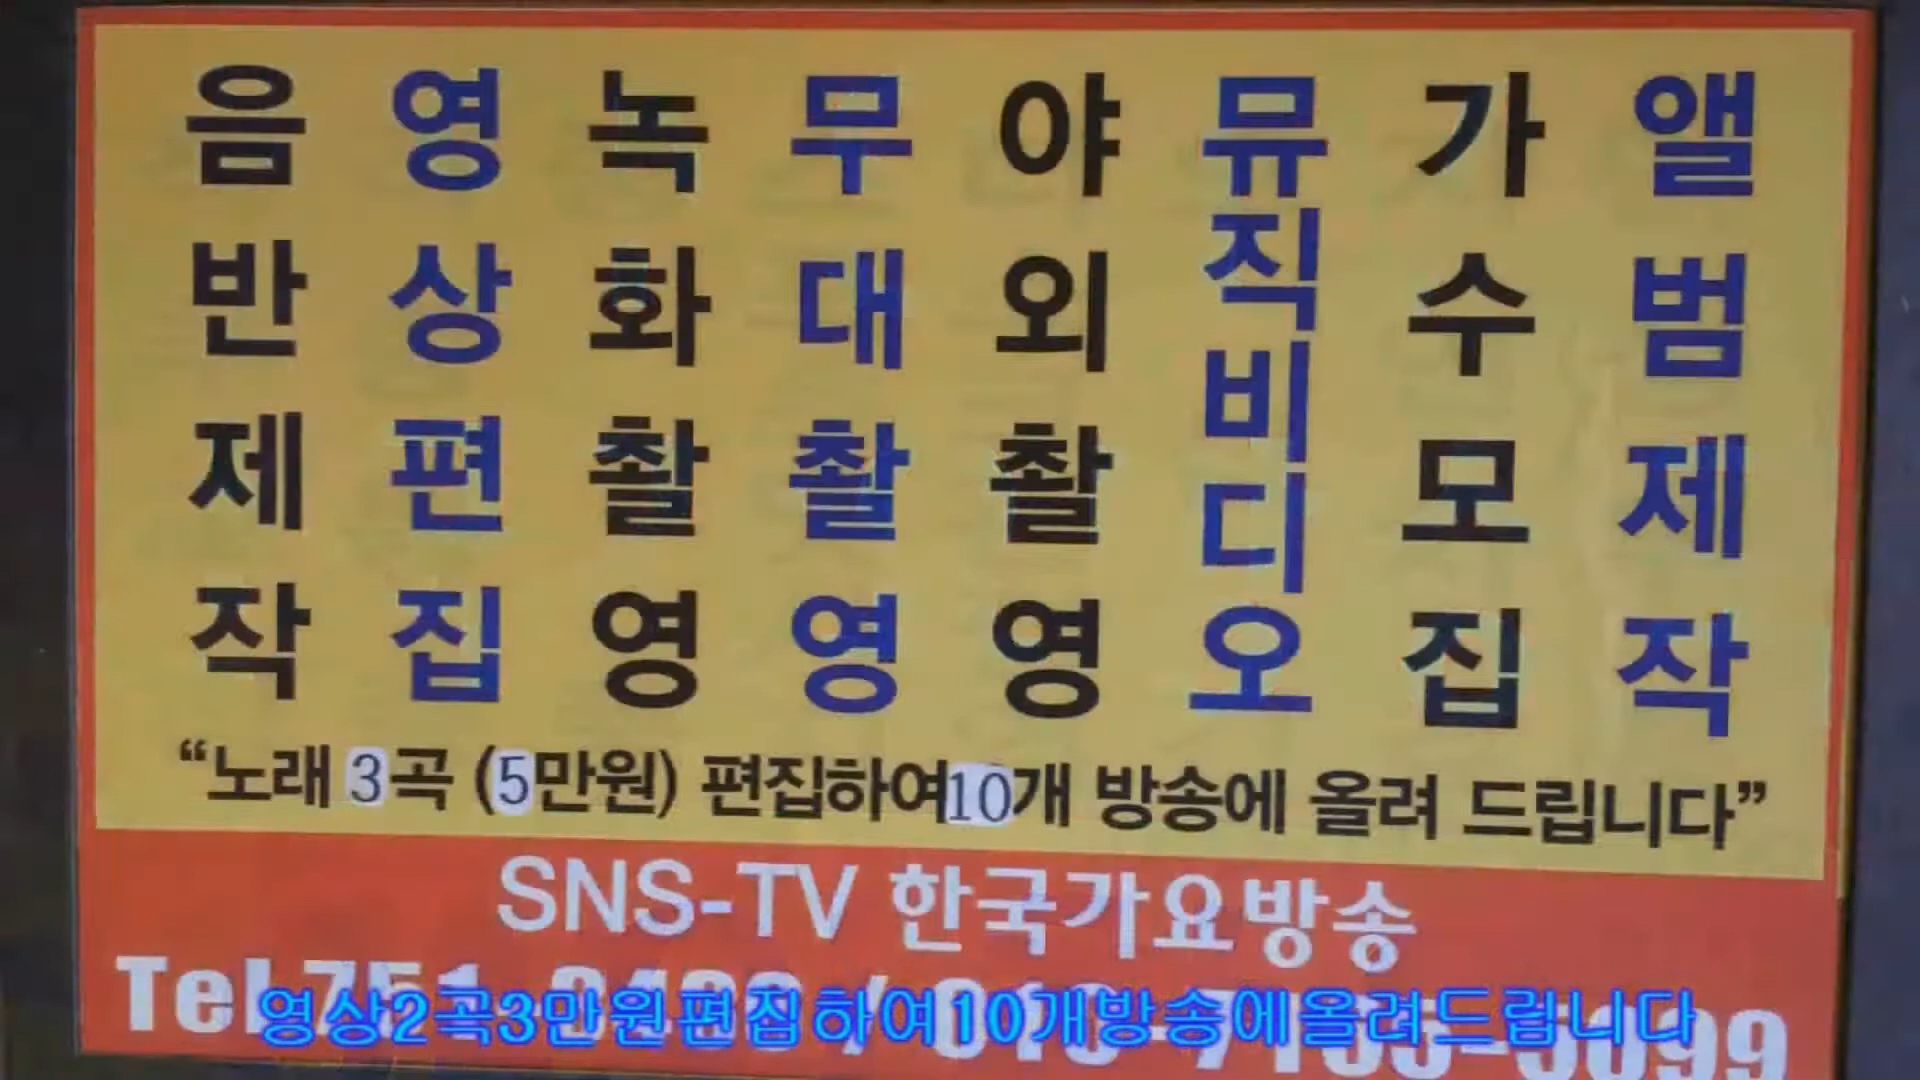 음반제작
영상편집
녹화촬영
무대촬영
야외촬영
뮤직비디오
가수모집
앨범제작
“노래 3곡 (5만원) 편집하여10개 방송에 올려 드립니다”
SNS-TV 한국가요방송
Tel
영상2곡3만원편집하여10개방송에올려드립니다